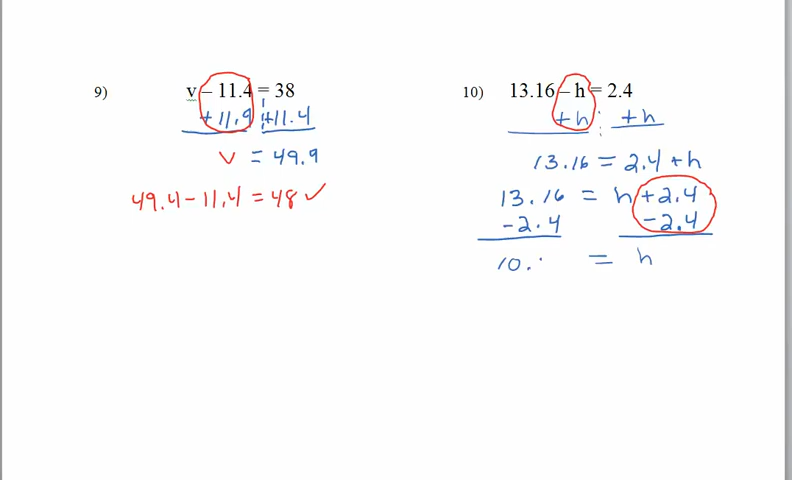 9) v – 11.4 = 38
+11.9 +11.4
v = 49.9
49.4 – 11.4 = 48 ✓
10) 13.16 – h = 2.4
+h +h
13.16 = 2.4 + h
13.16 = h + 2.4
–2.4 –2.4
10. = h